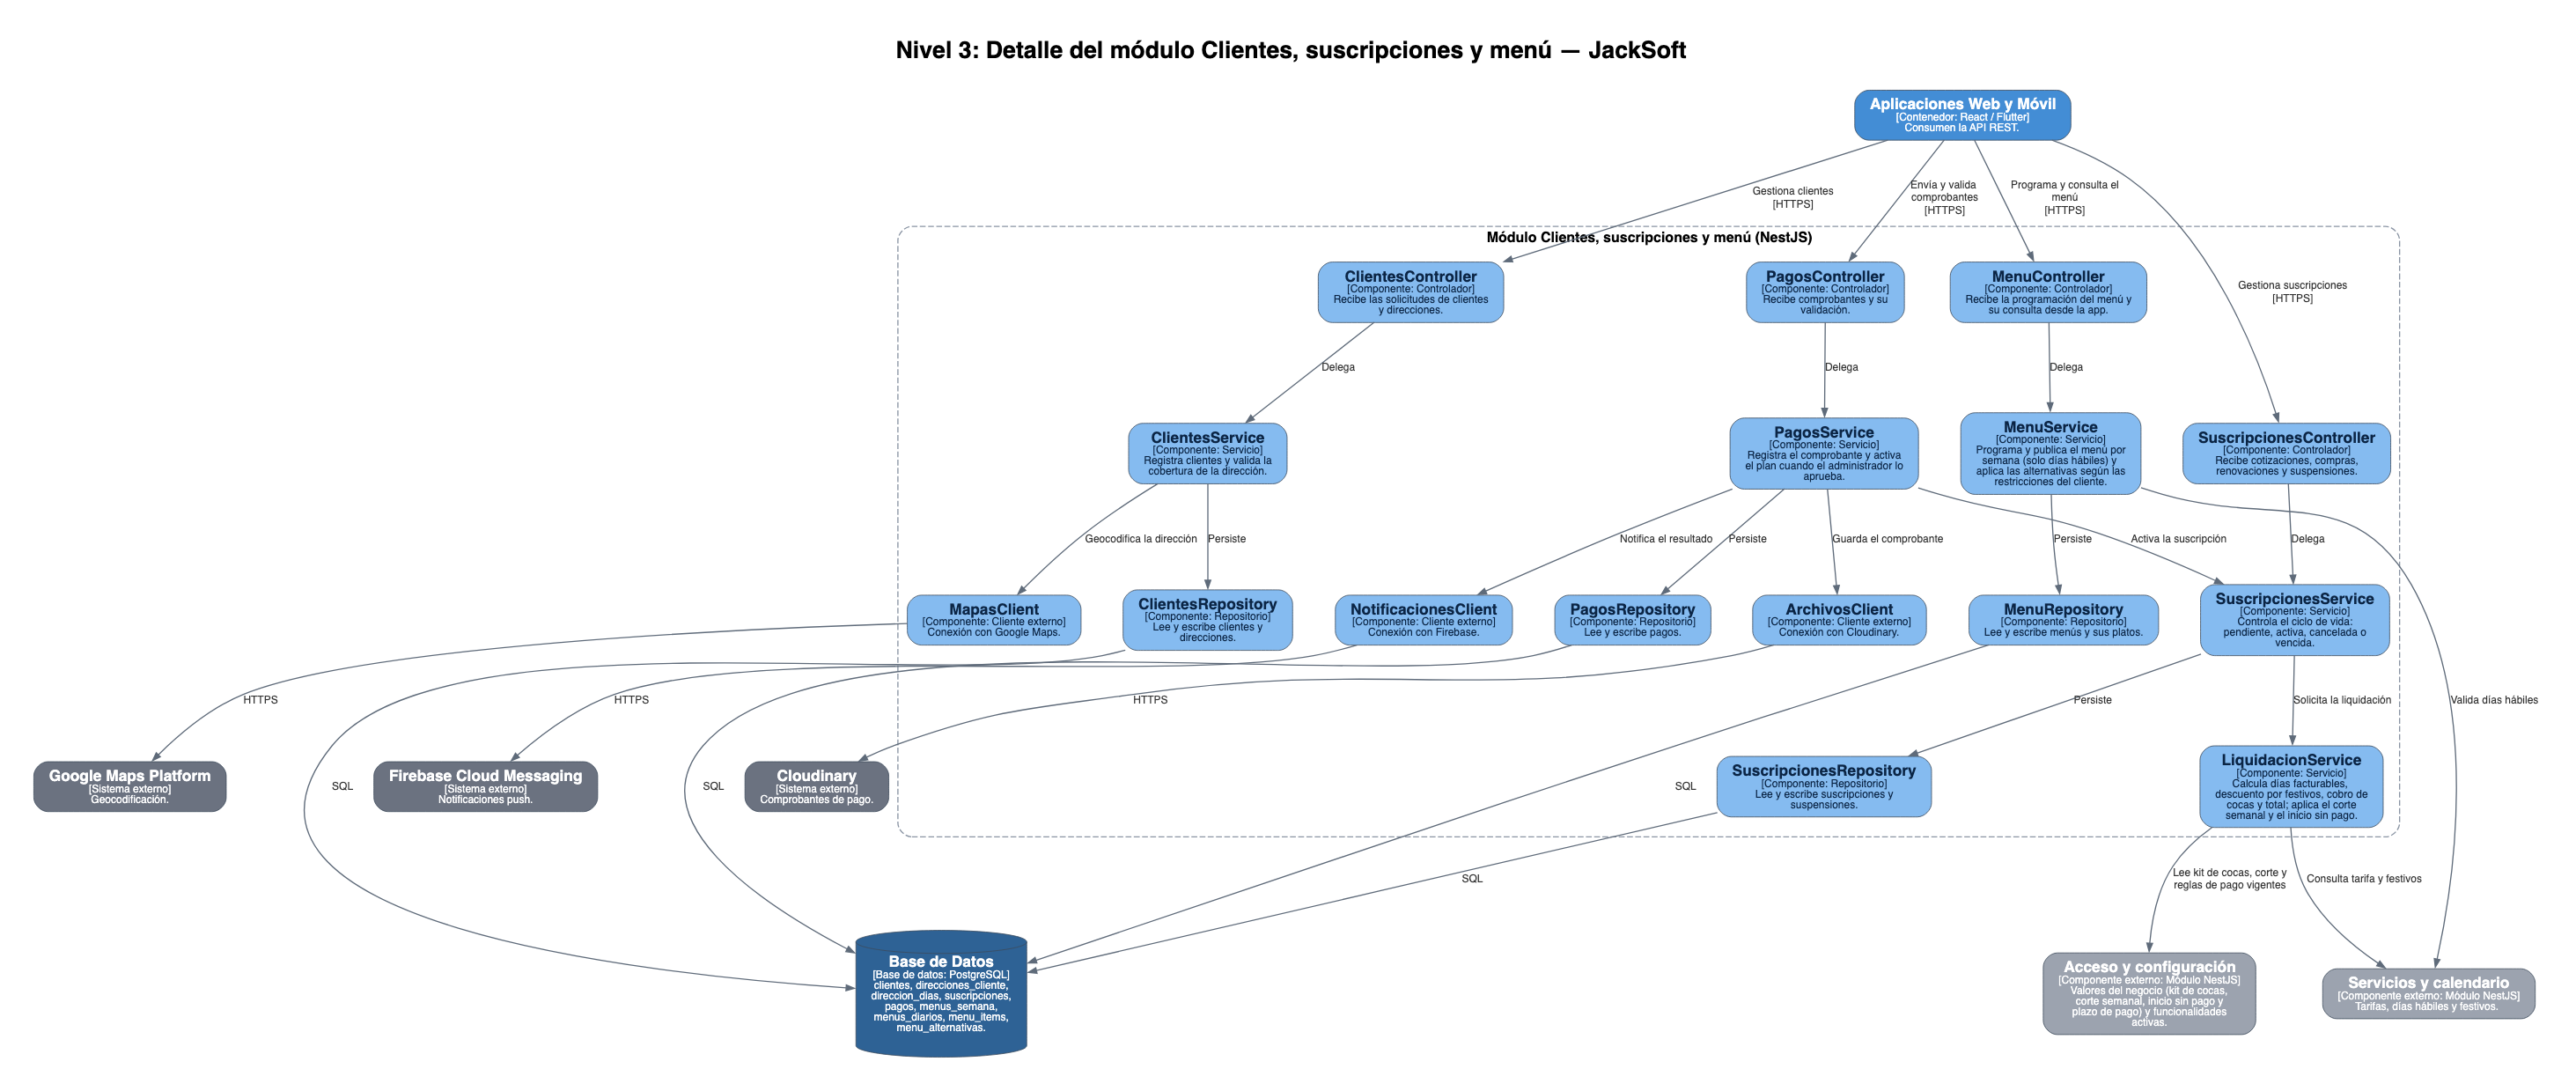 Nivel 3: Detalle del módulo Clientes, suscripciones y menú — JackSoft
Aplicaciones Web y Móvil
[Contenedor: React / Flutter]
Consumen la API REST.
Gestiona clientes
[HTTPS]
Envía y valida
comprobantes
[HTTPS]
Programa y consulta el
menú
[HTTPS]
Gestiona suscripciones
[HTTPS]
Módulo Clientes, suscripciones y menú (NestJS)
ClientesController
[Componente: Controlador]
Recibe las solicitudes de clientes
y direcciones.
PagosController
[Componente: Controlador]
Recibe comprobantes y su
validación.
MenuController
[Componente: Controlador]
Recibe la programación del menú y
su consulta desde la app.
Delega
Delega
Delega
ClientesService
[Componente: Servicio]
Registra clientes y valida la
cobertura de la dirección.
PagosService
[Componente: Servicio]
Registra el comprobante y activa
el plan cuando el administrador lo
aprueba.
MenuService
[Componente: Servicio]
Programa y publica el menú por
semana (solo días hábiles) y
aplica las alternativas según las
restricciones del cliente.
SuscripcionesController
[Componente: Controlador]
Recibe cotizaciones, compras,
renovaciones y suspensiones.
Geocodifica la dirección
Persiste
Notifica el resultado
Persiste
Guarda el comprobante
Persiste
Activa la suscripción
Delega
MapasClient
[Componente: Cliente externo]
Conexión con Google Maps.
ClientesRepository
[Componente: Repositorio]
Lee y escribe clientes y
direcciones.
NotificacionesClient
[Componente: Cliente externo]
Conexión con Firebase.
PagosRepository
[Componente: Repositorio]
Lee y escribe pagos.
ArchivosClient
[Componente: Cliente externo]
Conexión con Cloudinary.
MenuRepository
[Componente: Repositorio]
Lee y escribe menús y sus platos.
SuscripcionesService
[Componente: Servicio]
Controla el ciclo de vida:
pendiente, activa, cancelada o
vencida.
HTTPS
HTTPS
HTTPS
Persiste
Solicita la liquidación
Valida días hábiles
Google Maps Platform
[Sistema externo]
Geocodificación.
SQL
Firebase Cloud Messaging
[Sistema externo]
Notificaciones push.
SQL
Cloudinary
[Sistema externo]
Comprobantes de pago.
SQL
SuscripcionesRepository
[Componente: Repositorio]
Lee y escribe suscripciones y
suspensiones.
LiquidacionService
[Componente: Servicio]
Calcula días facturables,
descuento por festivos, cobro de
cocas y total; aplica el corte
semanal y el inicio sin pago.
SQL
Lee kit de cocas, corte y
reglas de pago vigentes
Consulta tarifa y festivos
Base de Datos
[Base de datos: PostgreSQL]
clientes, direcciones_cliente,
direccion_dias, suscripciones,
pagos, menus_semana,
menus_diarios, menu_items,
menu_alternativas.
Acceso y configuración
[Componente externo: Módulo NestJS]
Valores del negocio (kit de cocas,
corte semanal, inicio sin pago y
plazo de pago) y funcionalidades
activas.
Servicios y calendario
[Componente externo: Módulo NestJS]
Tarifas, días hábiles y festivos.